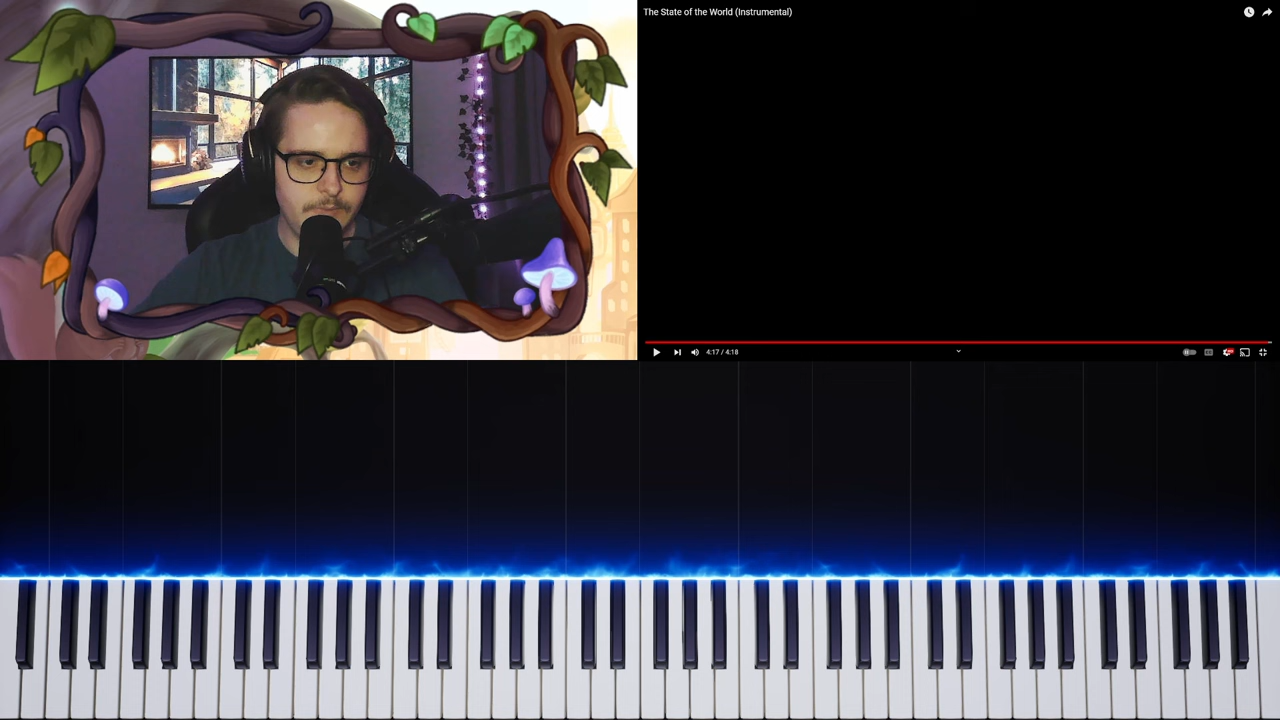 The State of the World (Instrumental)
4:17 / 4:18